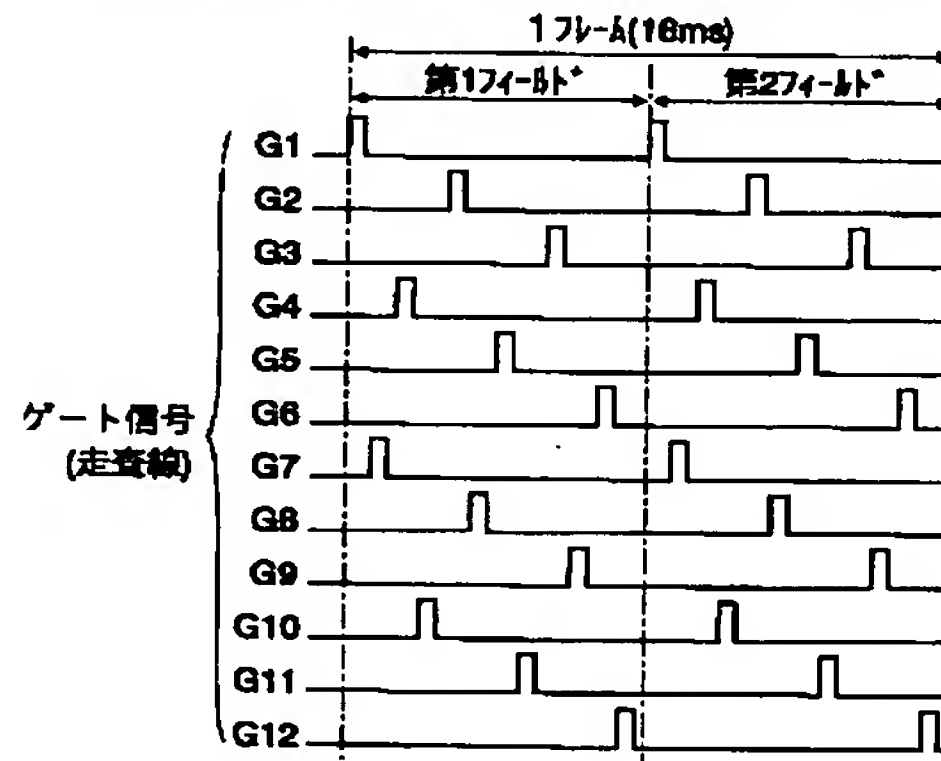 1フレーム(16ms)
第1フィールド
第2フィールド
G1
G2
G3
G4
G5
G6
ゲート信号
(走査線)
G7
G8
G9
G10
G11
G12